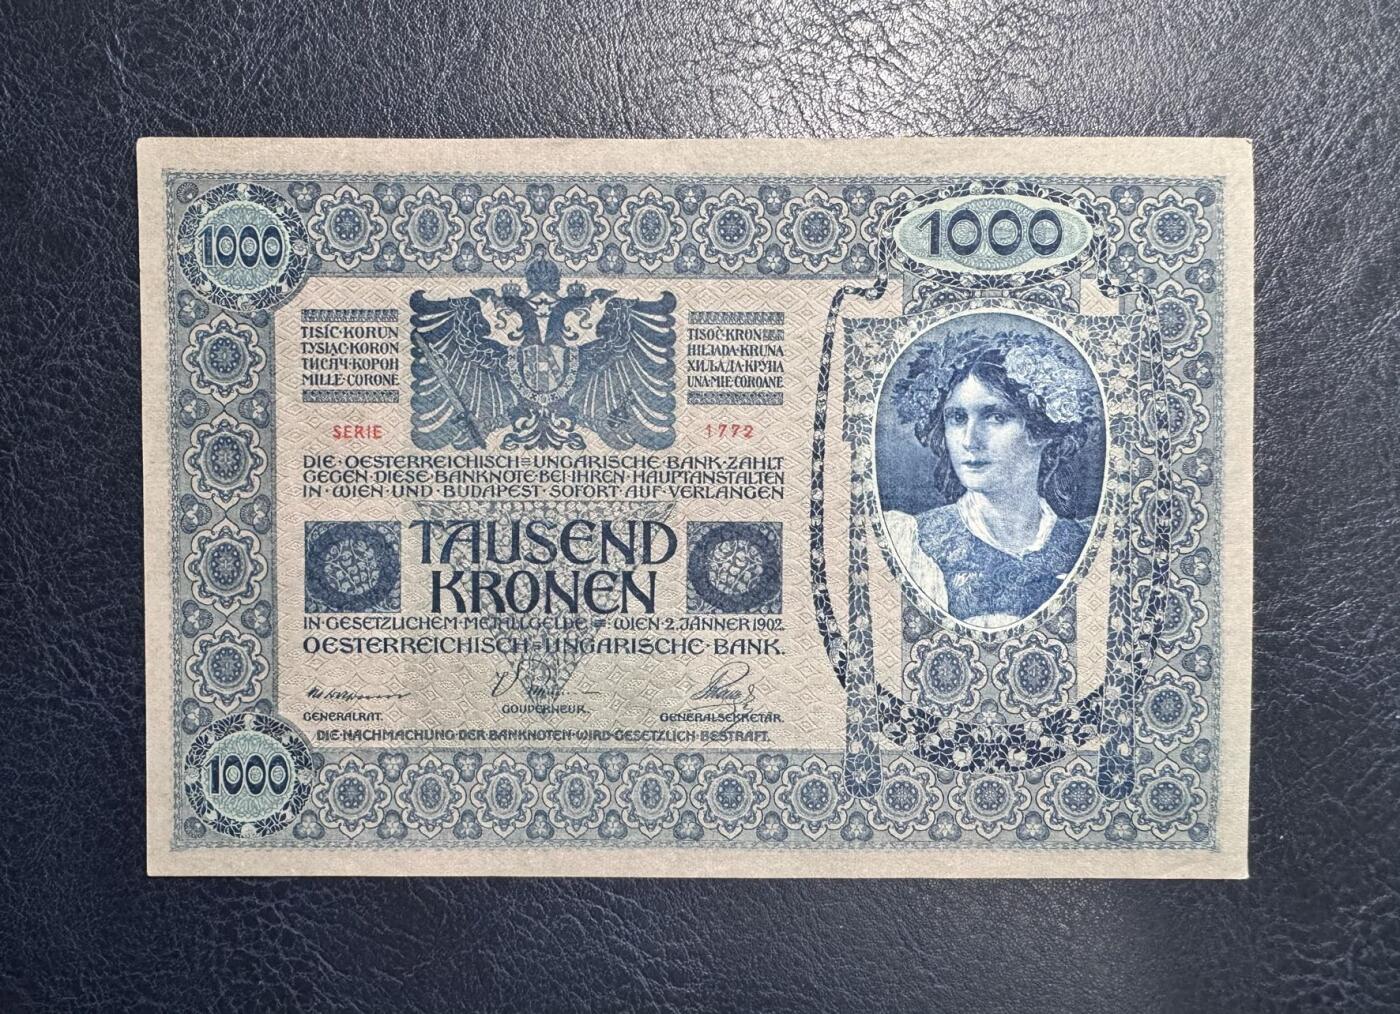 1000
1000
TISÍC·KORUN
TYSIĄC·KORON
ТИСЯЧ·КОРОН
MILLE·CORONE
TISOČ·KRON
HILJADA·KRUNA
ХИЉАДА·КРУНА
UNA·MIE·COROANE
SERIE 1772
DIE·OESTERREICHISCH=UNGARISCHE·BANK·ZAHLT
GEGEN·DIESE·BANKNOTE·BEI·IHREN·HAUPTANSTALTEN
IN·WIEN·UND·BUDAPEST·SOFORT·AUF·VERLANGEN
TAUSEND
KRONEN
IN·GESETZLICHEM·METALLGELDE = WIEN·2·JÄNNER 1902
OESTERREICHISCH=UNGARISCHE·BANK.
GENERALRAT.
GOUVERNEUR.
GENERALSEKRETÄR.
DIE·NACHMACHUNG·DER·BANKNOTEN·WIRD·GESETZLICH·BESTRAFT.
1000